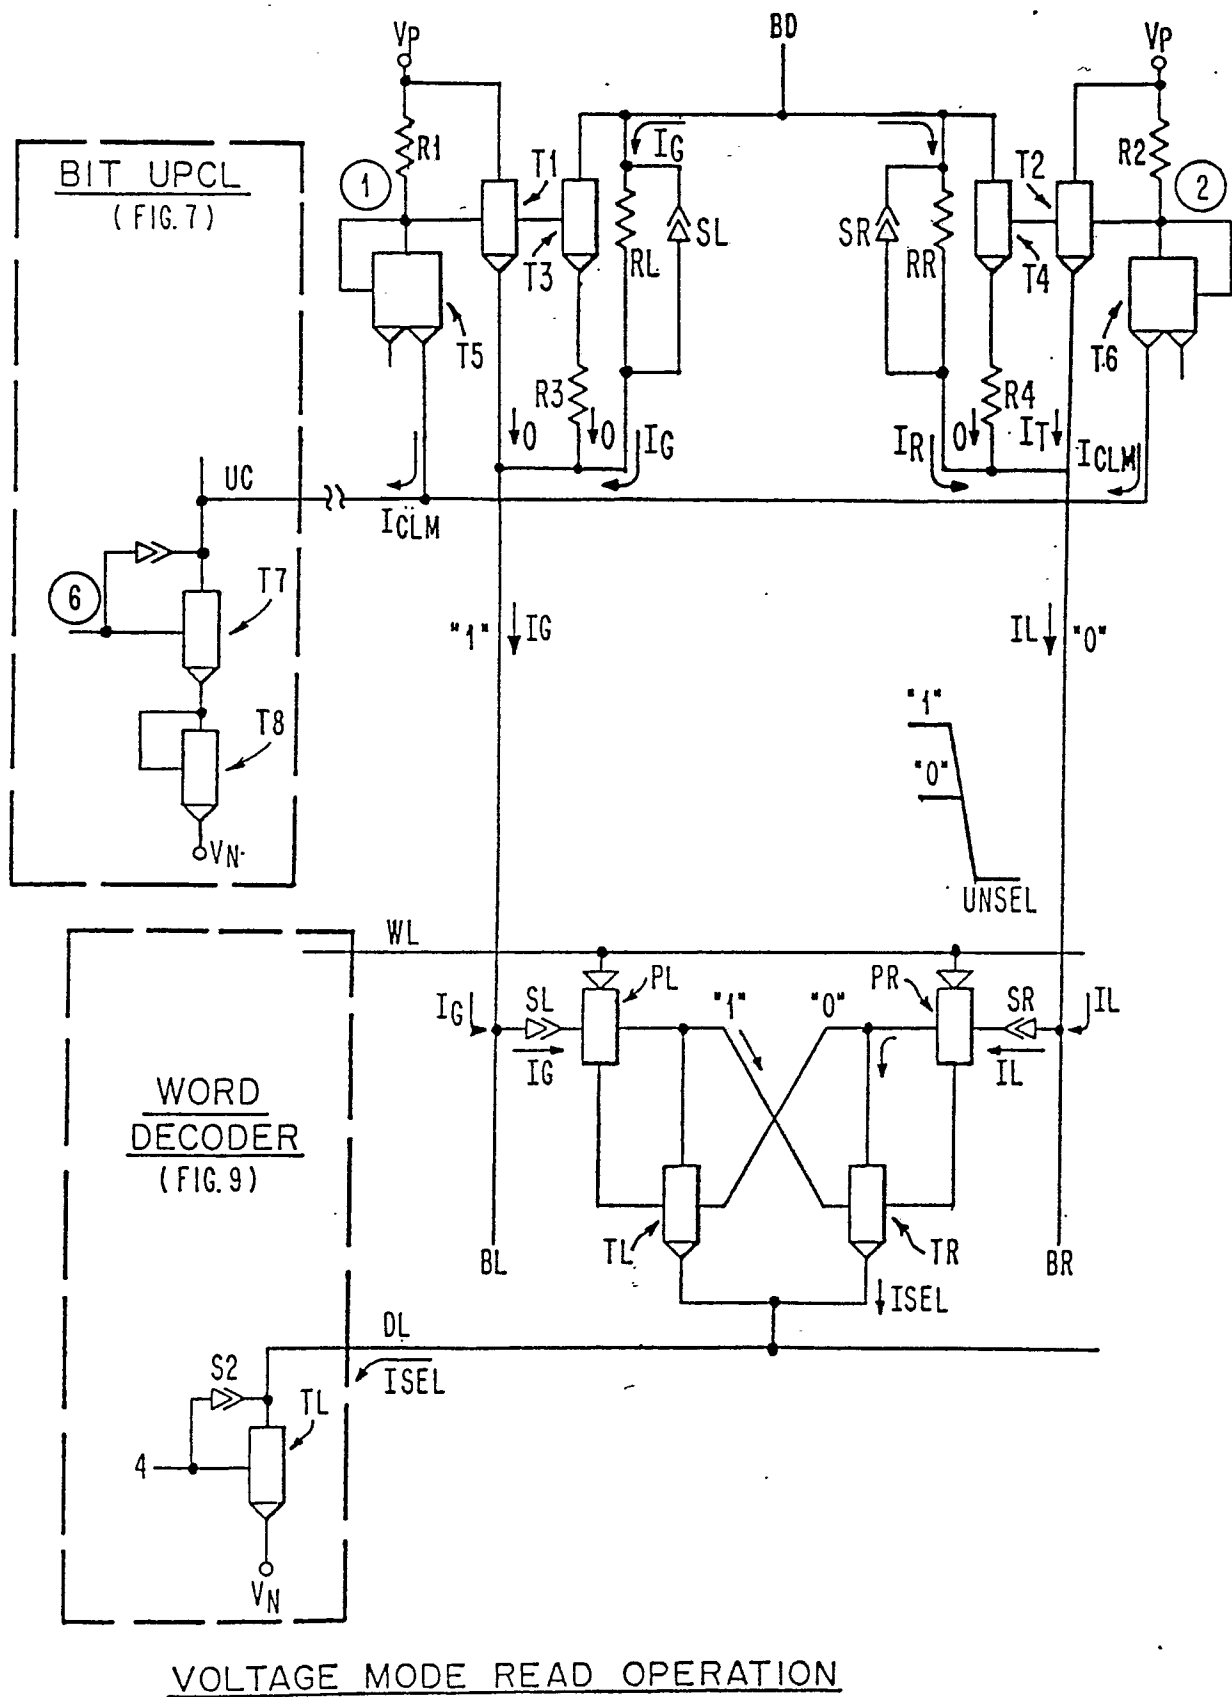 VP
BD
VP
BIT UPCL
(FIG.7)
1
R1
T1
IG
T2
R2
2
T3
RL
SL
SR
RR
T4
T5
T6
R3
R4
0
0
IG
IR
0
IT
ICLM
UC
ICLM
6
T7
"1"
IG
IL
"0"
T8
"1"
"0"
VN
UNSEL
WL
PL
PR
IG
SL
"1"
"0"
SR
IL
IG
IL
WORD
DECODER
(FIG.9)
TL
TR
BL
BR
ISEL
DL
ISEL
S2
TL
4
VN
VOLTAGE MODE READ OPERATION